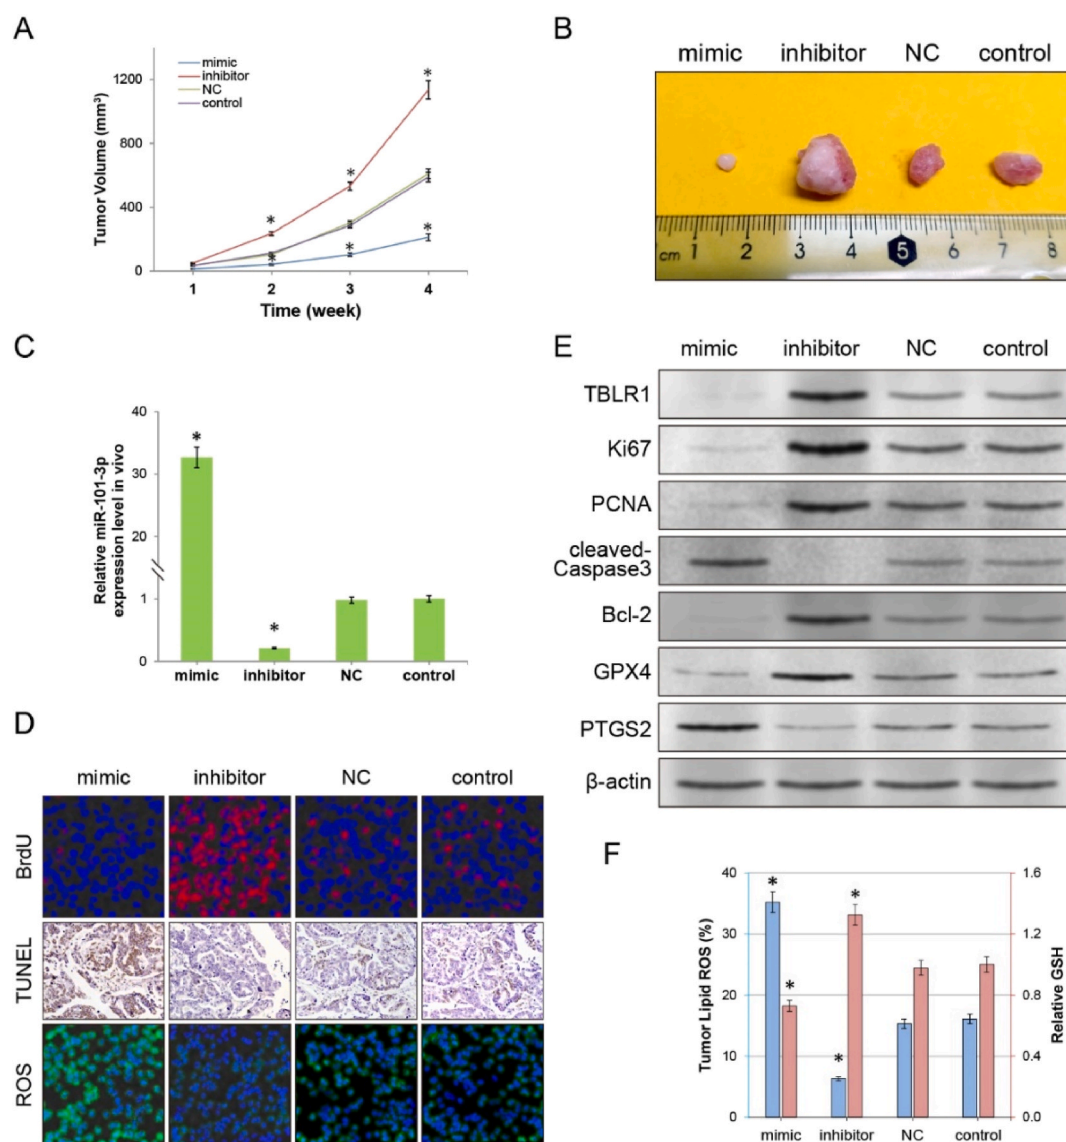 A
mimic
inhibitor
NC
control
1200
800
400
0
Tumor Volume (mm³)
* * *
* * *
1 2 3 4
Time (week)
B
mimic inhibitor NC control
cm 1 2 3 4 5 6 7 8
C
40
30
20
1
0
Relative miR-101-3p
expression level in vivo
*
*
mimic inhibitor NC control
D
mimic inhibitor NC control
BrdU
TUNEL
ROS
E
mimic inhibitor NC control
TBLR1
Ki67
PCNA
cleaved-
Caspase3
Bcl-2
GPX4
PTGS2
β-actin
F
40
30
20
10
0
Tumor Lipid ROS (%)
* *
* *
1.6
1.2
0.8
0.4
0.0
Relative GSH
mimic inhibitor NC control